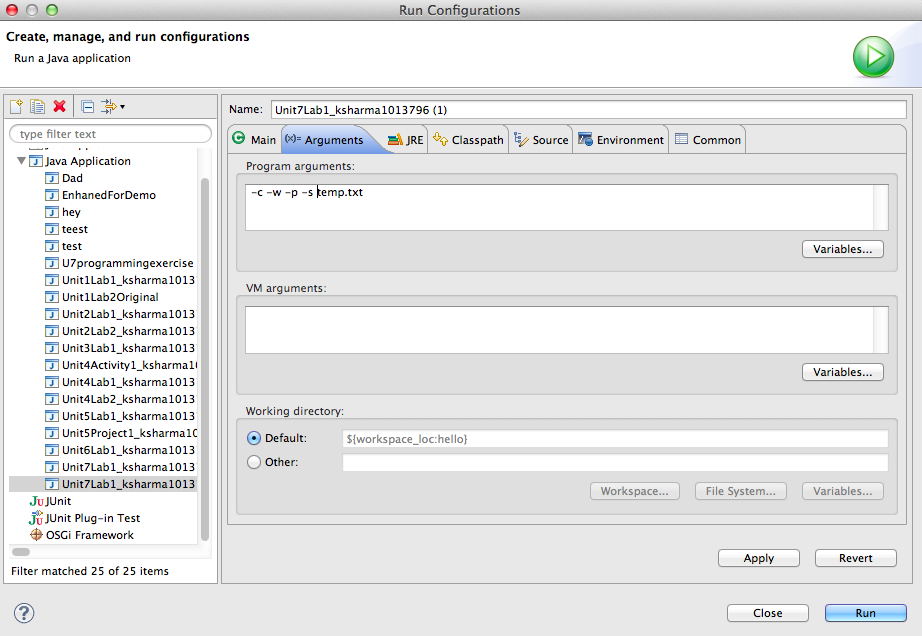 Run Configurations
Create, manage, and run configurations
Run a Java application
type filter text
Java Application
Dad
EnhanedForDemo
hey
teest
test
U7programmingexercise
Unit1Lab1_ksharma1013
Unit1Lab2Original
Unit2Lab1_ksharma1013
Unit2Lab2_ksharma1013
Unit3Lab1_ksharma1013
Unit4Activity1_ksharma1
Unit4Lab1_ksharma1013
Unit4Lab2_ksharma1013
Unit5Lab1_ksharma1013
Unit5Project1_ksharma10
Unit6Lab1_ksharma1013
Unit7Lab1_ksharma1013
Unit7Lab1_ksharma1013
JUnit
JUnit Plug-in Test
OSGi Framework
Filter matched 25 of 25 items
Name: Unit7Lab1_ksharma1013796 (1)
Main (x)= Arguments JRE Classpath Source Environment Common
Program arguments:
-c -w -p -s temp.txt
Variables...
VM arguments:
Variables...
Working directory:
Default: ${workspace_loc:hello}
Other:
Workspace... File System... Variables...
Apply Revert
? Close Run